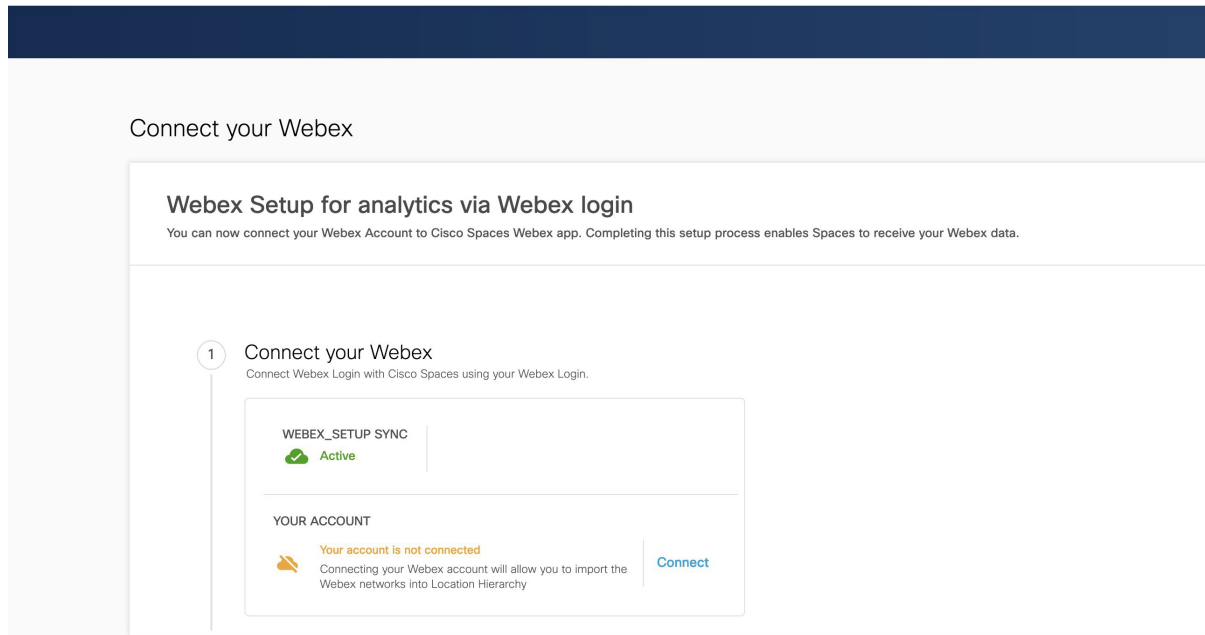 Connect your Webex
Webex Setup for analytics via Webex login
You can now connect your Webex Account to Cisco Spaces Webex app. Completing this setup process enables Spaces to receive your Webex data.
1
Connect your Webex
Connect Webex Login with Cisco Spaces using your Webex Login.
WEBEX_SETUP SYNC
Active
YOUR ACCOUNT
Your account is not connected
Connecting your Webex account will allow you to import the
Webex networks into Location Hierarchy
Connect